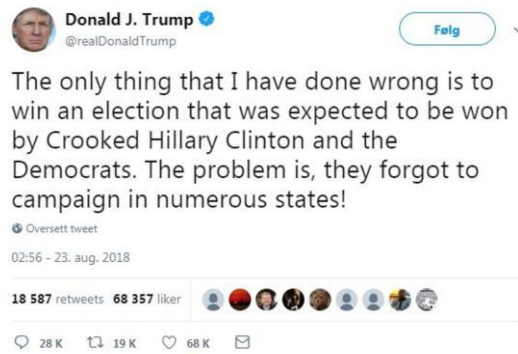 Donald J. Trump
Følg
@realDonaldTrump
The only thing that I have done wrong is to
win an election that was expected to be won
by Crooked Hillary Clinton and the
Democrats. The problem is, they forgot to
campaign in numerous states!
Oversett tweet
02:56 - 23. aug. 2018
18 587 retweets 68 357 liker
28 K 19 K 68 K